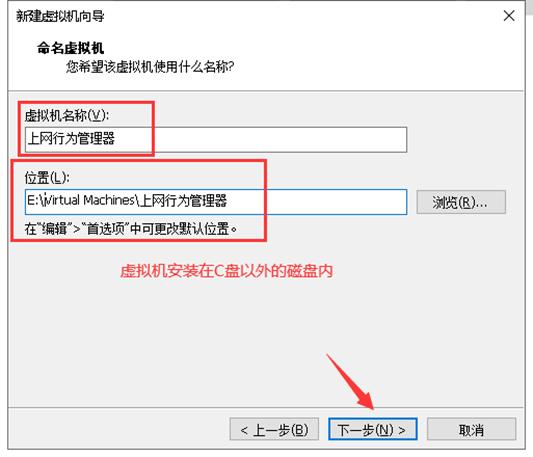 新建虚拟机向导
命名虚拟机
您希望该虚拟机使用什么名称?
虚拟机名称(V):
上网行为管理器
位置(L):
E:\Virtual Machines\上网行为管理器
浏览(R)...
在"编辑">"首选项"中可更改默认位置。
虚拟机安装在C盘以外的磁盘内
< 上一步(B)
下一步(N) >
取消